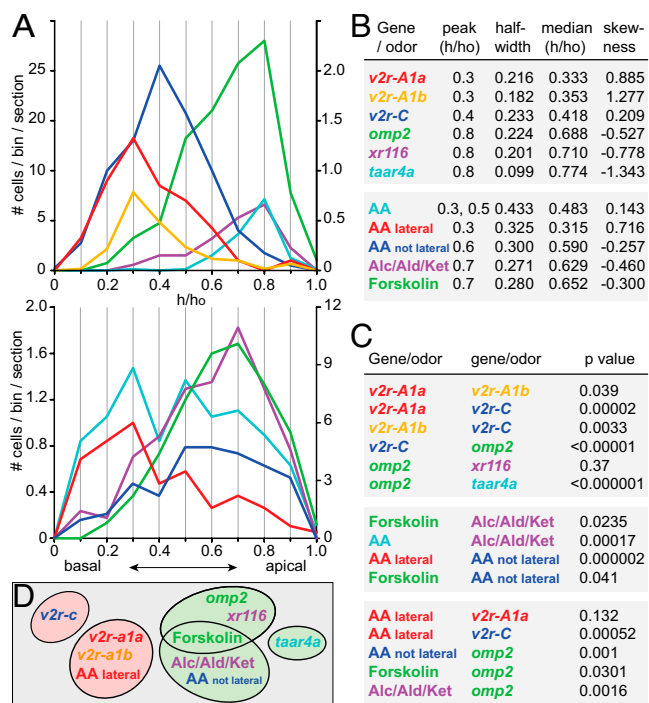 A
# cells / bin / section
25
20
15
10
5
0
2.0
1.5
1.0
0.5
0
0 0.2 0.4 0.6 0.8 1.0
h/ho
# cells / bin / section
2.0
1.6
1.2
0.8
0.4
0
12
9
6
3
0
0 0.2 0.4 0.6 0.8 1.0
basal apical
B
Gene / odor peak (h/ho) half-width median (h/ho) skew-ness
v2r-A1a 0.3 0.216 0.333 0.885
v2r-A1b 0.3 0.182 0.353 1.277
v2r-C 0.4 0.233 0.418 0.209
omp2 0.8 0.224 0.688 -0.527
xr116 0.8 0.201 0.710 -0.778
taar4a 0.8 0.099 0.774 -1.343
AA 0.3, 0.5 0.433 0.483 0.143
AA lateral 0.3 0.325 0.315 0.716
AA not lateral 0.6 0.300 0.590 -0.257
Alc/Ald/Ket 0.7 0.271 0.629 -0.460
Forskolin 0.7 0.280 0.652 -0.300
C
Gene/odor gene/odor p value
v2r-A1a v2r-A1b 0.039
v2r-A1a v2r-C 0.00002
v2r-A1b v2r-C 0.0033
v2r-C omp2 <0.00001
omp2 xr116 0.37
omp2 taar4a <0.000001
Forskolin Alc/Ald/Ket 0.0235
AA Alc/Ald/Ket 0.00017
AA lateral AA not lateral 0.000002
Forskolin AA not lateral 0.041
AA lateral v2r-A1a 0.132
AA lateral v2r-C 0.00052
AA not lateral omp2 0.001
Forskolin omp2 0.0301
Alc/Ald/Ket omp2 0.0016
D
v2r-c
v2r-a1a
v2r-a1b
AA lateral
omp2
xr116
Forskolin
Alc/Ald/Ket
AA not lateral
taar4a